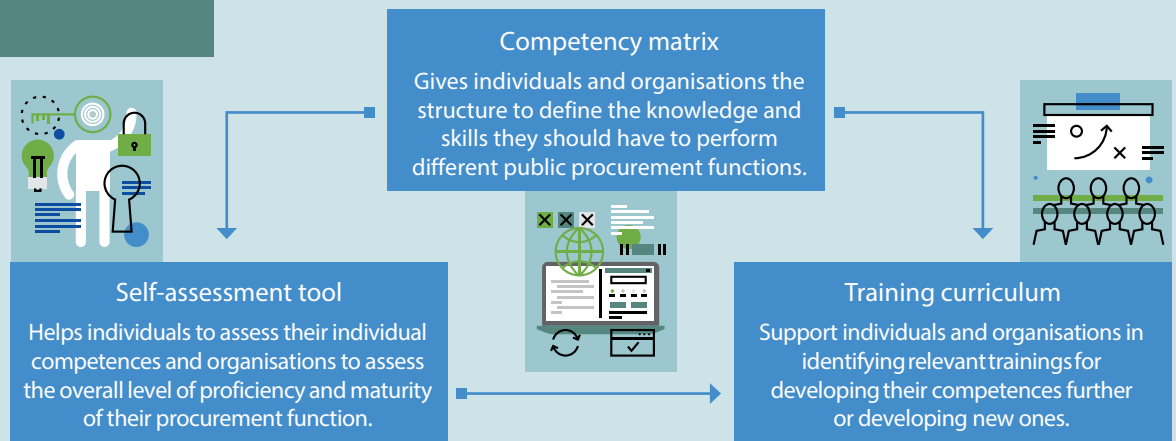 Competency matrix
Gives individuals and organisations the
structure to define the knowledge and
skills they should have to perform
different public procurement functions.
Self-assessment tool
Helps individuals to assess their individual
competences and organisations to assess
the overall level of proficiency and maturity
of their procurement function.
Training curriculum
Support individuals and organisations in
identifying relevant trainings for
developing their competences further
or developing new ones.